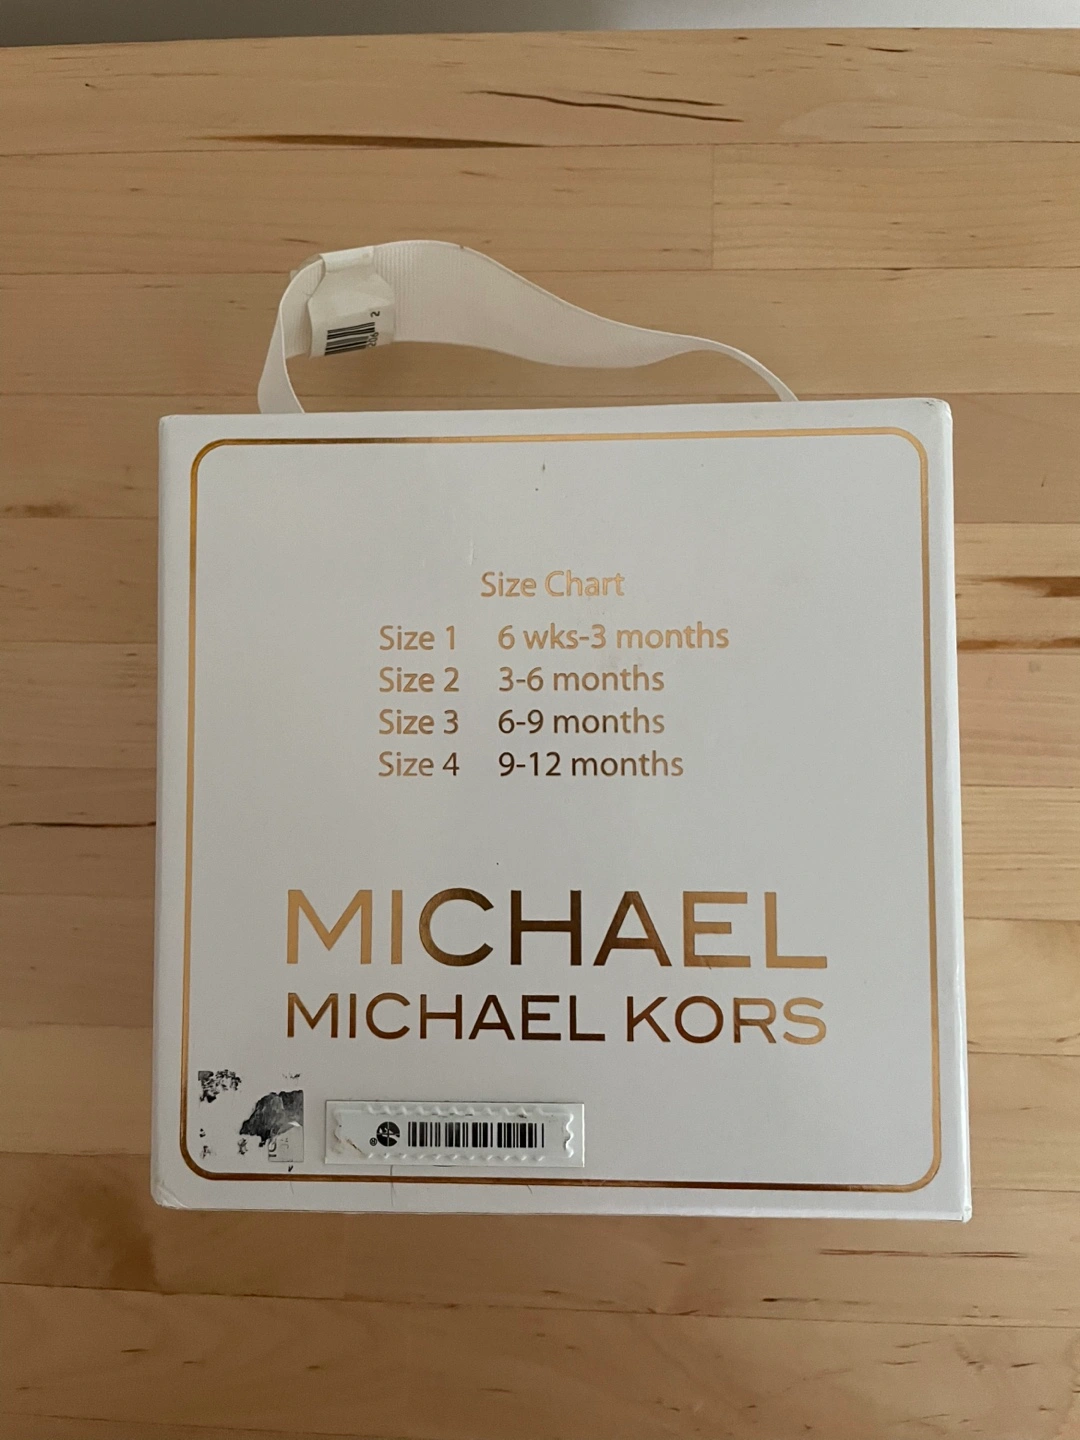 Size Chart
Size 1 6 wks-3 months
Size 2 3-6 months
Size 3 6-9 months
Size 4 9-12 months
MICHAEL
MICHAEL KORS